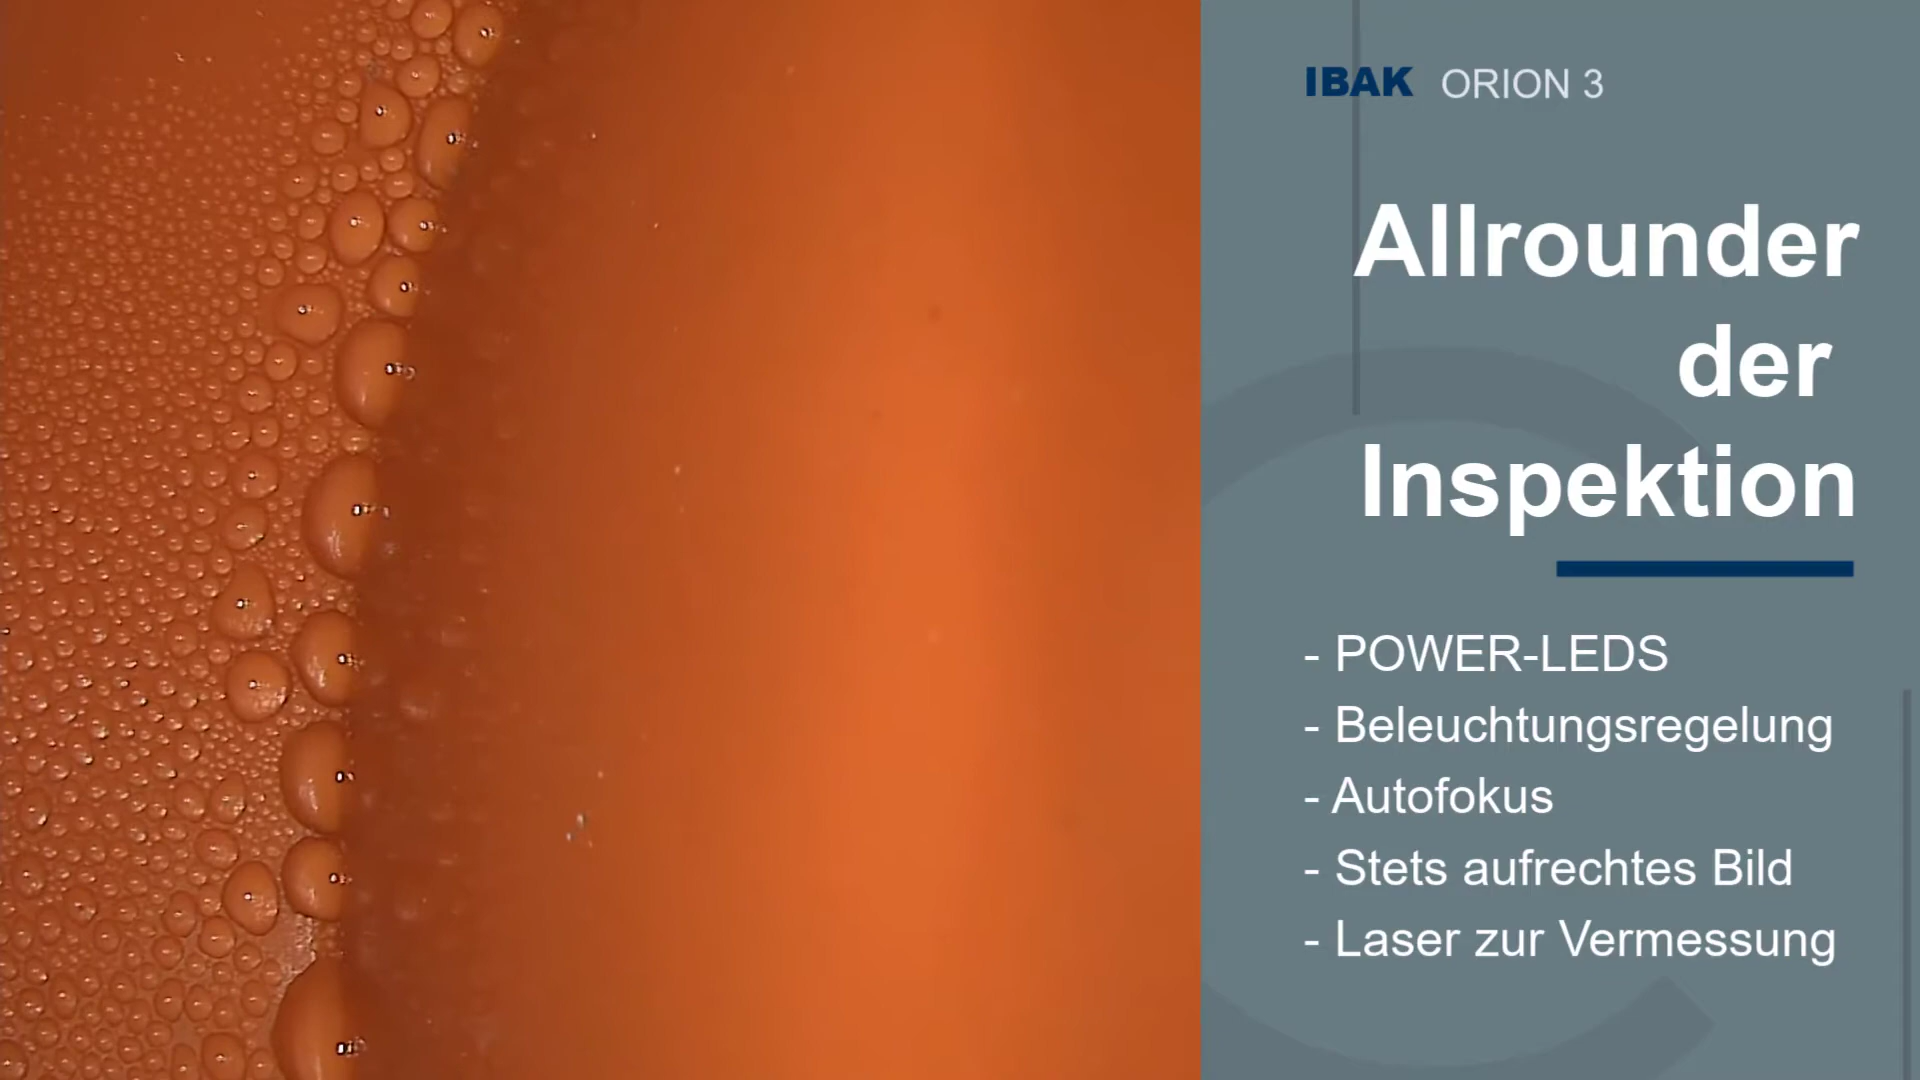 IBAK ORION 3
Allrounder
der
Inspektion
- POWER-LEDS
- Beleuchtungsregelung
- Autofokus
- Stets aufrechtes Bild
- Laser zur Vermessung